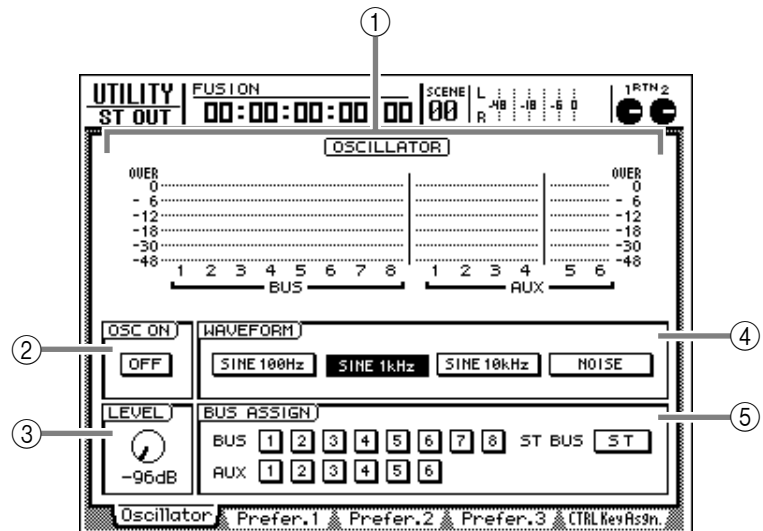 ①
UTILITY FUSION SCENE L -48 -18 -6 0 1 RTN 2
ST OUT 00:00:00:00 00 00 R
OSCILLATOR
OVER OVER
0 0
- 6 - 6
-12 -12
-18 -18
-30 -30
-48 -48
1 2 3 4 5 6 7 8 1 2 3 4 5 6
BUS AUX
② OSC ON WAVEFORM ④
OFF SINE 100Hz SINE 1kHz SINE 10kHz NOISE
③ LEVEL BUS ASSIGN ⑤
BUS 1 2 3 4 5 6 7 8 ST BUS ST
-96dB AUX 1 2 3 4 5 6
Oscillator Prefer.1 Prefer.2 Prefer.3 CTRL KeyAsgn.